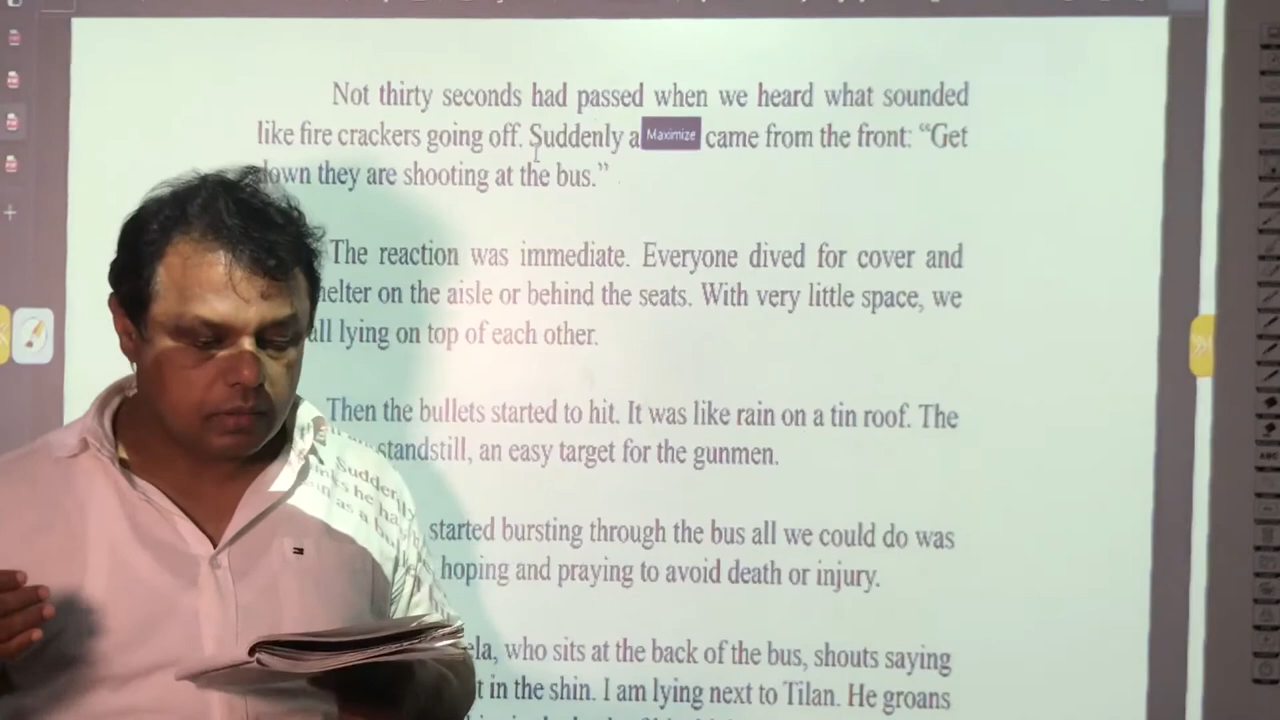 Not thirty seconds had passed when we heard what sounded
like fire crackers going off. Suddenly a Maximize came from the front: “Get
down they are shooting at the bus.”
The reaction was immediate. Everyone dived for cover and
helter on the aisle or behind the seats. With very little space, we
all lying on top of each other.
Then the bullets started to hit. It was like rain on a tin roof. The
standstill, an easy target for the gunmen.
started bursting through the bus all we could do was
hoping and praying to avoid death or injury.
ela, who sits at the back of the bus, shouts saying
t in the shin. I am lying next to Tilan. He groans
Suddenly
he ha
as a bu
ABC